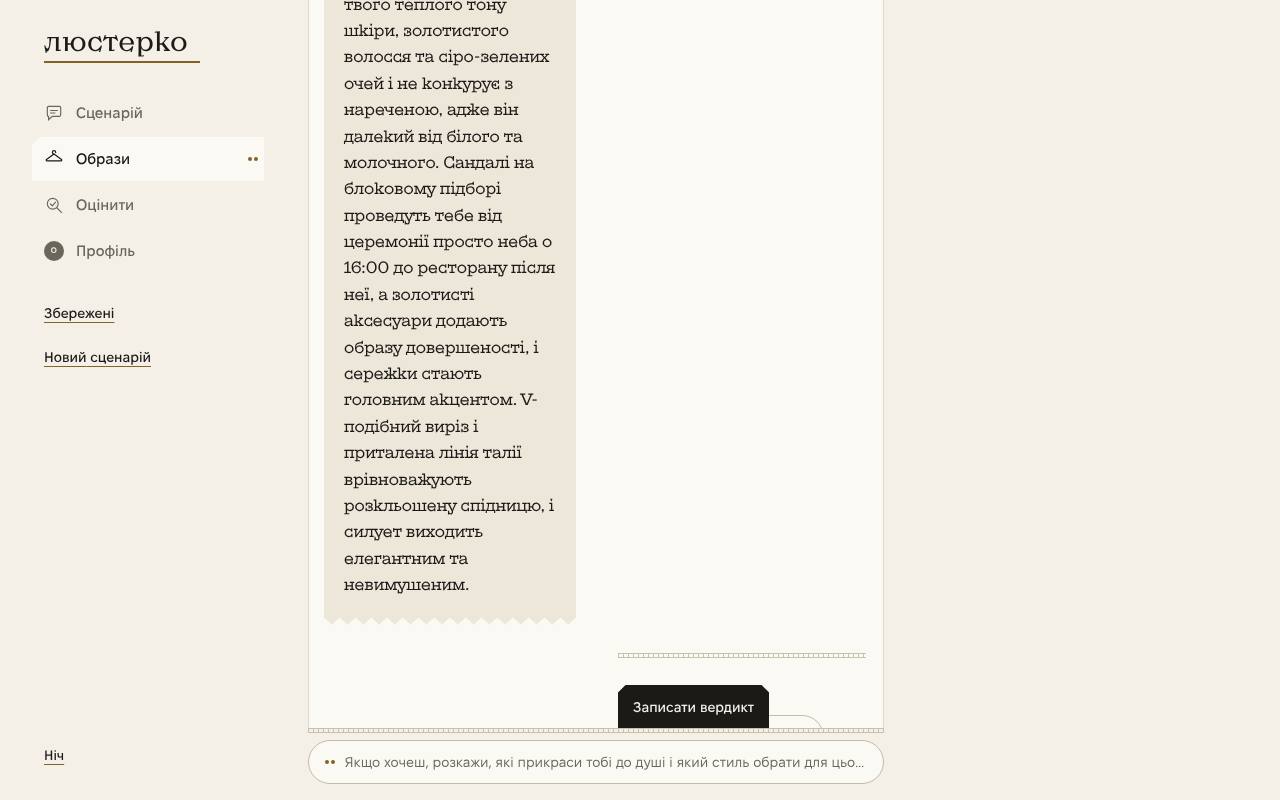 люстерко
Сценарій
Образи
Оцінити
Профіль
Збережені
Новий сценарій
Ніч
твого теплого тону
шкіри, золотистого
волосся та сіро-зелених
очей і не конкурує з
нареченою, адже він
далекий від білого та
молочного. Сандалі на
блоковому підборі
проведуть тебе від
церемонії просто неба о
16:00 до ресторану після
неї, а золотисті
аксесуари додають
образу довершеності, і
сережки стають
головним акцентом. V-
подібний виріз і
приталена лінія талії
врівноважують
розкльошену спідницю, і
силует виходить
елегантним та
невимушеним.
Записати вердикт
Якщо хочеш, розкажи, які прикраси тобі до душі і який стиль обрати для цьо...